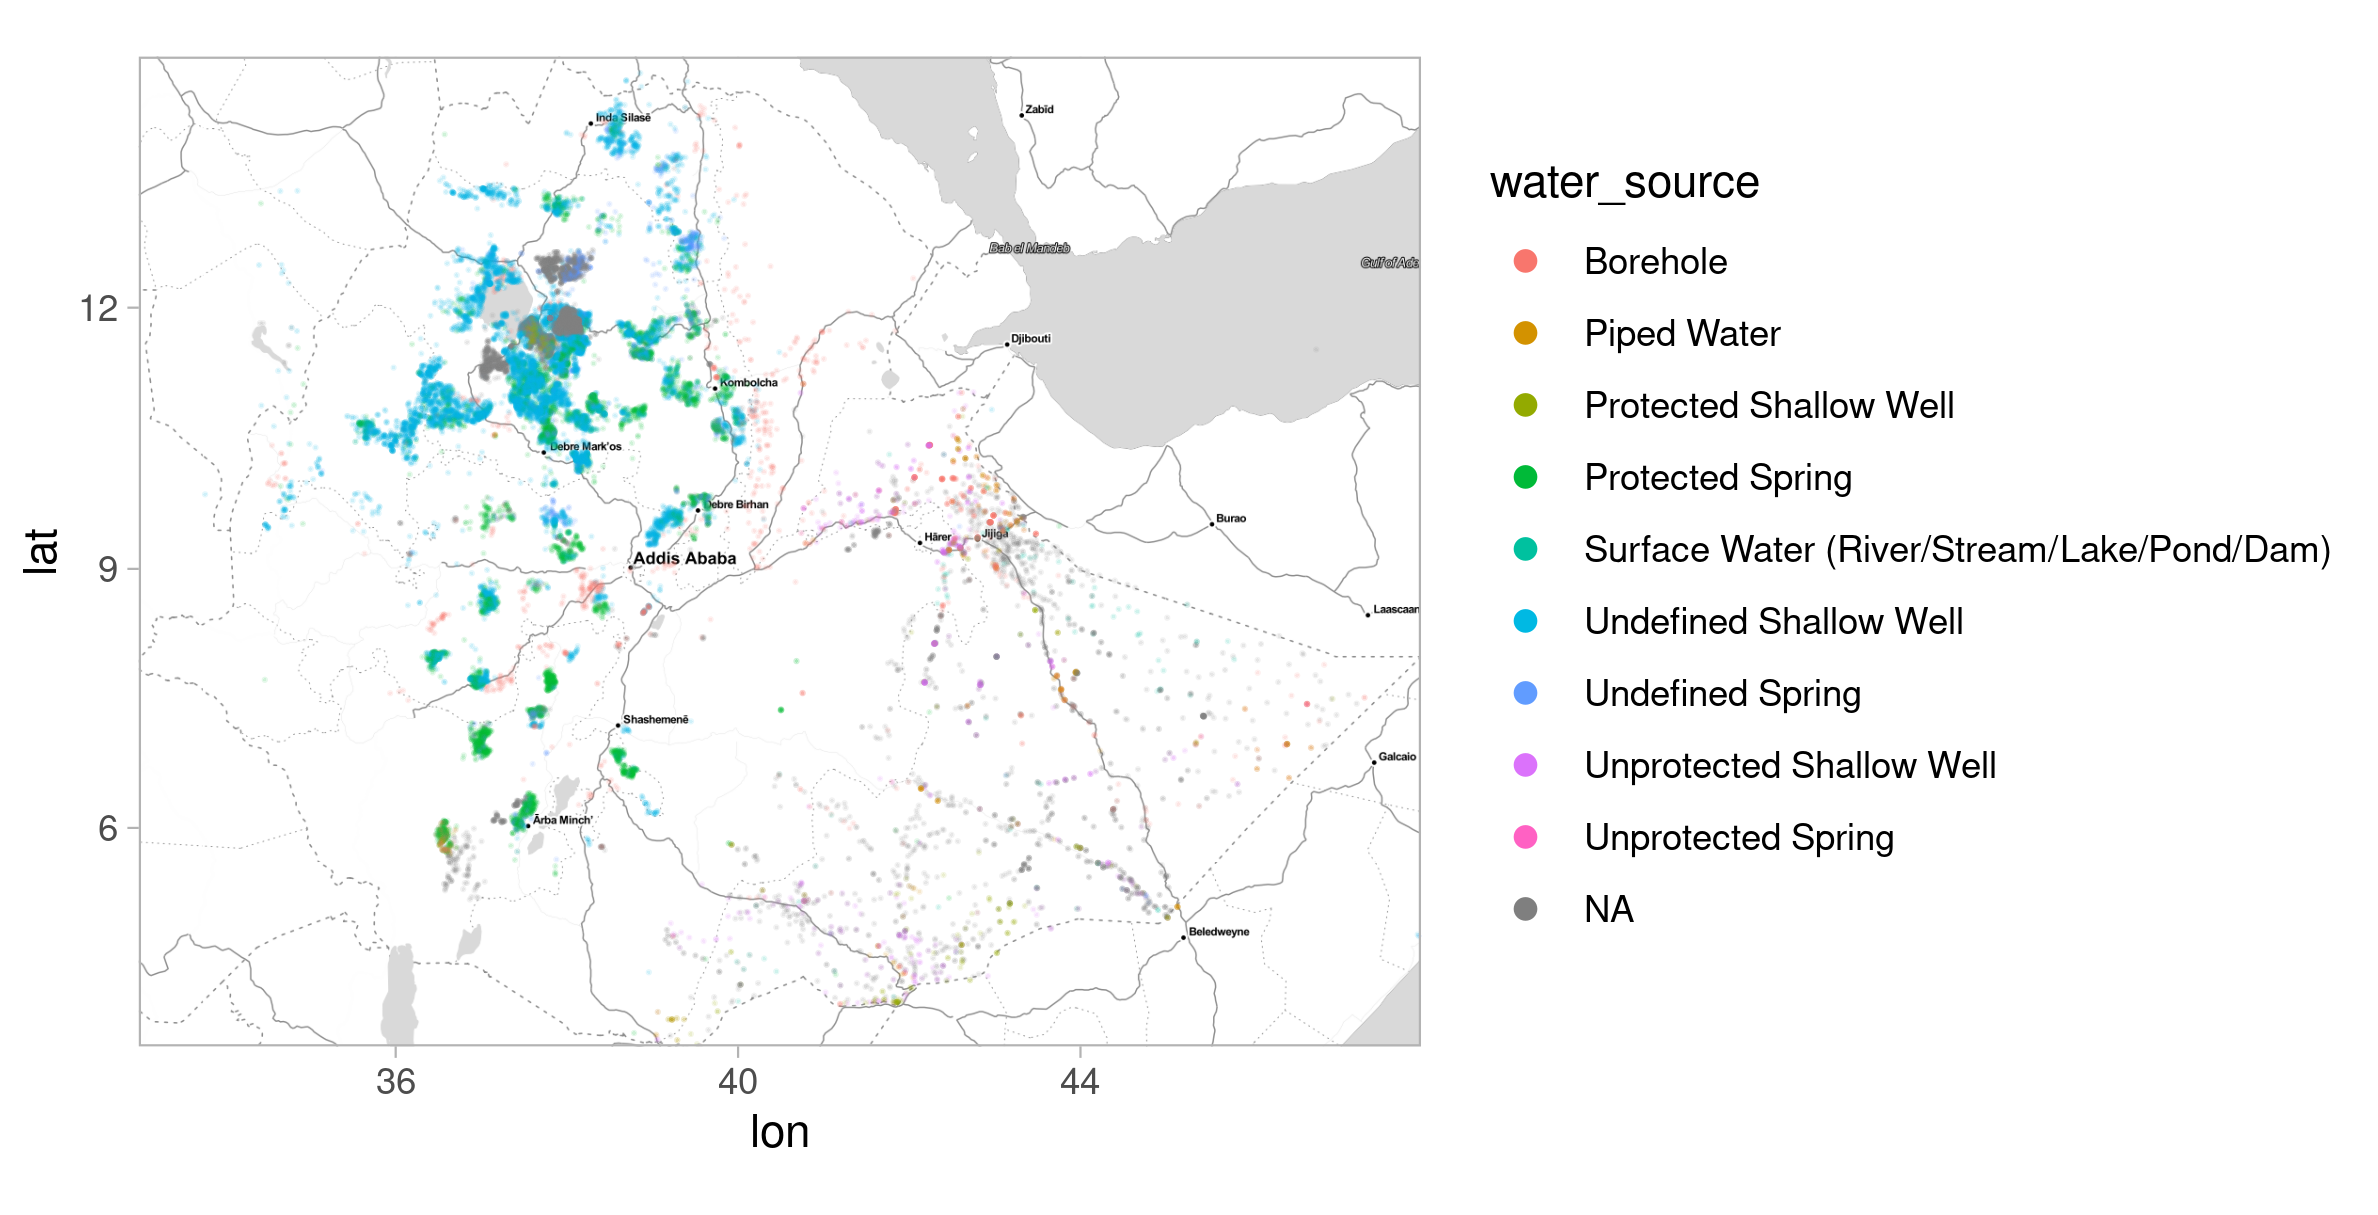 Zabīd
Inda Silasē
Bab el Mandeb
Gulf of Ade
12
Djibouti
Kombolcha
Debre Mark'os
Debre Birhan
Burao
Hārer
Jijiga
Addis Ababa
9
Laascaan
Shashemenē
Galcaio
Ārba Minch'
6
Beledweyne
36
40
44
lon
lat
water_source
Borehole
Piped Water
Protected Shallow Well
Protected Spring
Surface Water (River/Stream/Lake/Pond/Dam)
Undefined Shallow Well
Undefined Spring
Unprotected Shallow Well
Unprotected Spring
NA